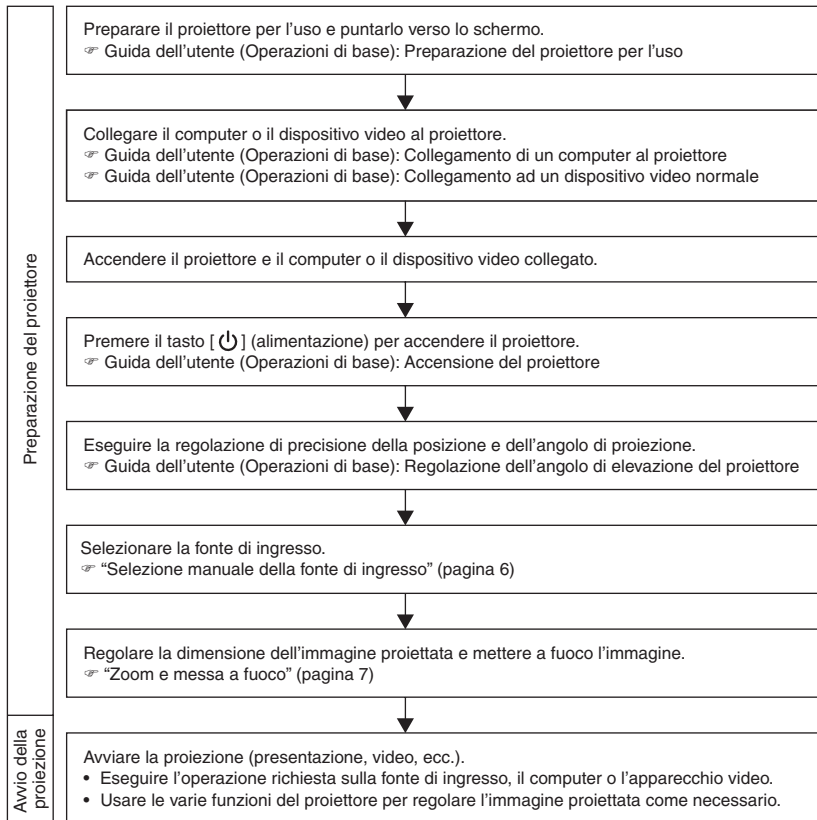 Preparazione del proiettore
Preparare il proiettore per l'uso e puntarlo verso lo schermo.
☞ Guida dell'utente (Operazioni di base): Preparazione del proiettore per l'uso
Collegare il computer o il dispositivo video al proiettore.
☞ Guida dell'utente (Operazioni di base): Collegamento di un computer al proiettore
☞ Guida dell'utente (Operazioni di base): Collegamento ad un dispositivo video normale
Accendere il proiettore e il computer o il dispositivo video collegato.
Premere il tasto [⏻] (alimentazione) per accendere il proiettore.
☞ Guida dell'utente (Operazioni di base): Accensione del proiettore
Eseguire la regolazione di precisione della posizione e dell'angolo di proiezione.
☞ Guida dell'utente (Operazioni di base): Regolazione dell'angolo di elevazione del proiettore
Selezionare la fonte di ingresso.
☞ “Selezione manuale della fonte di ingresso” (pagina 6)
Regolare la dimensione dell'immagine proiettata e mettere a fuoco l'immagine.
☞ “Zoom e messa a fuoco” (pagina 7)
Avvio della
proiezione
Avviare la proiezione (presentazione, video, ecc.).
• Eseguire l'operazione richiesta sulla fonte di ingresso, il computer o l'apparecchio video.
• Usare le varie funzioni del proiettore per regolare l'immagine proiettata come necessario.